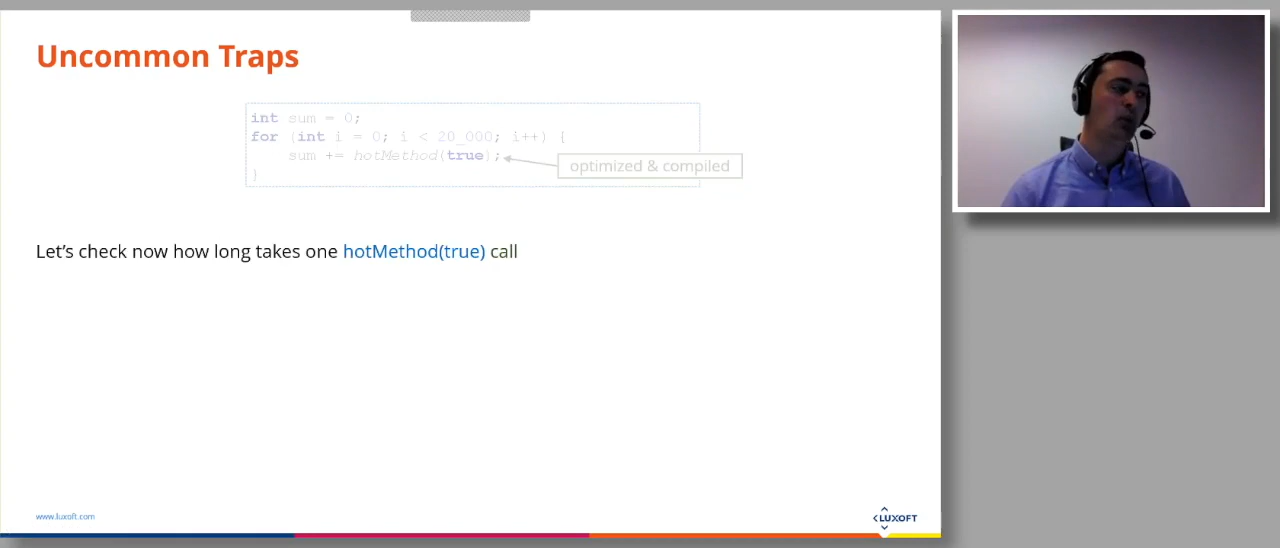 Uncommon Traps
int sum = 0;
for (int i = 0; i < 20_000; i++) {
sum += hotMethod(true);
optimized & compiled
}
Let's check now how long takes one hotMethod(true) call
www.luxoft.com
LUXOFT